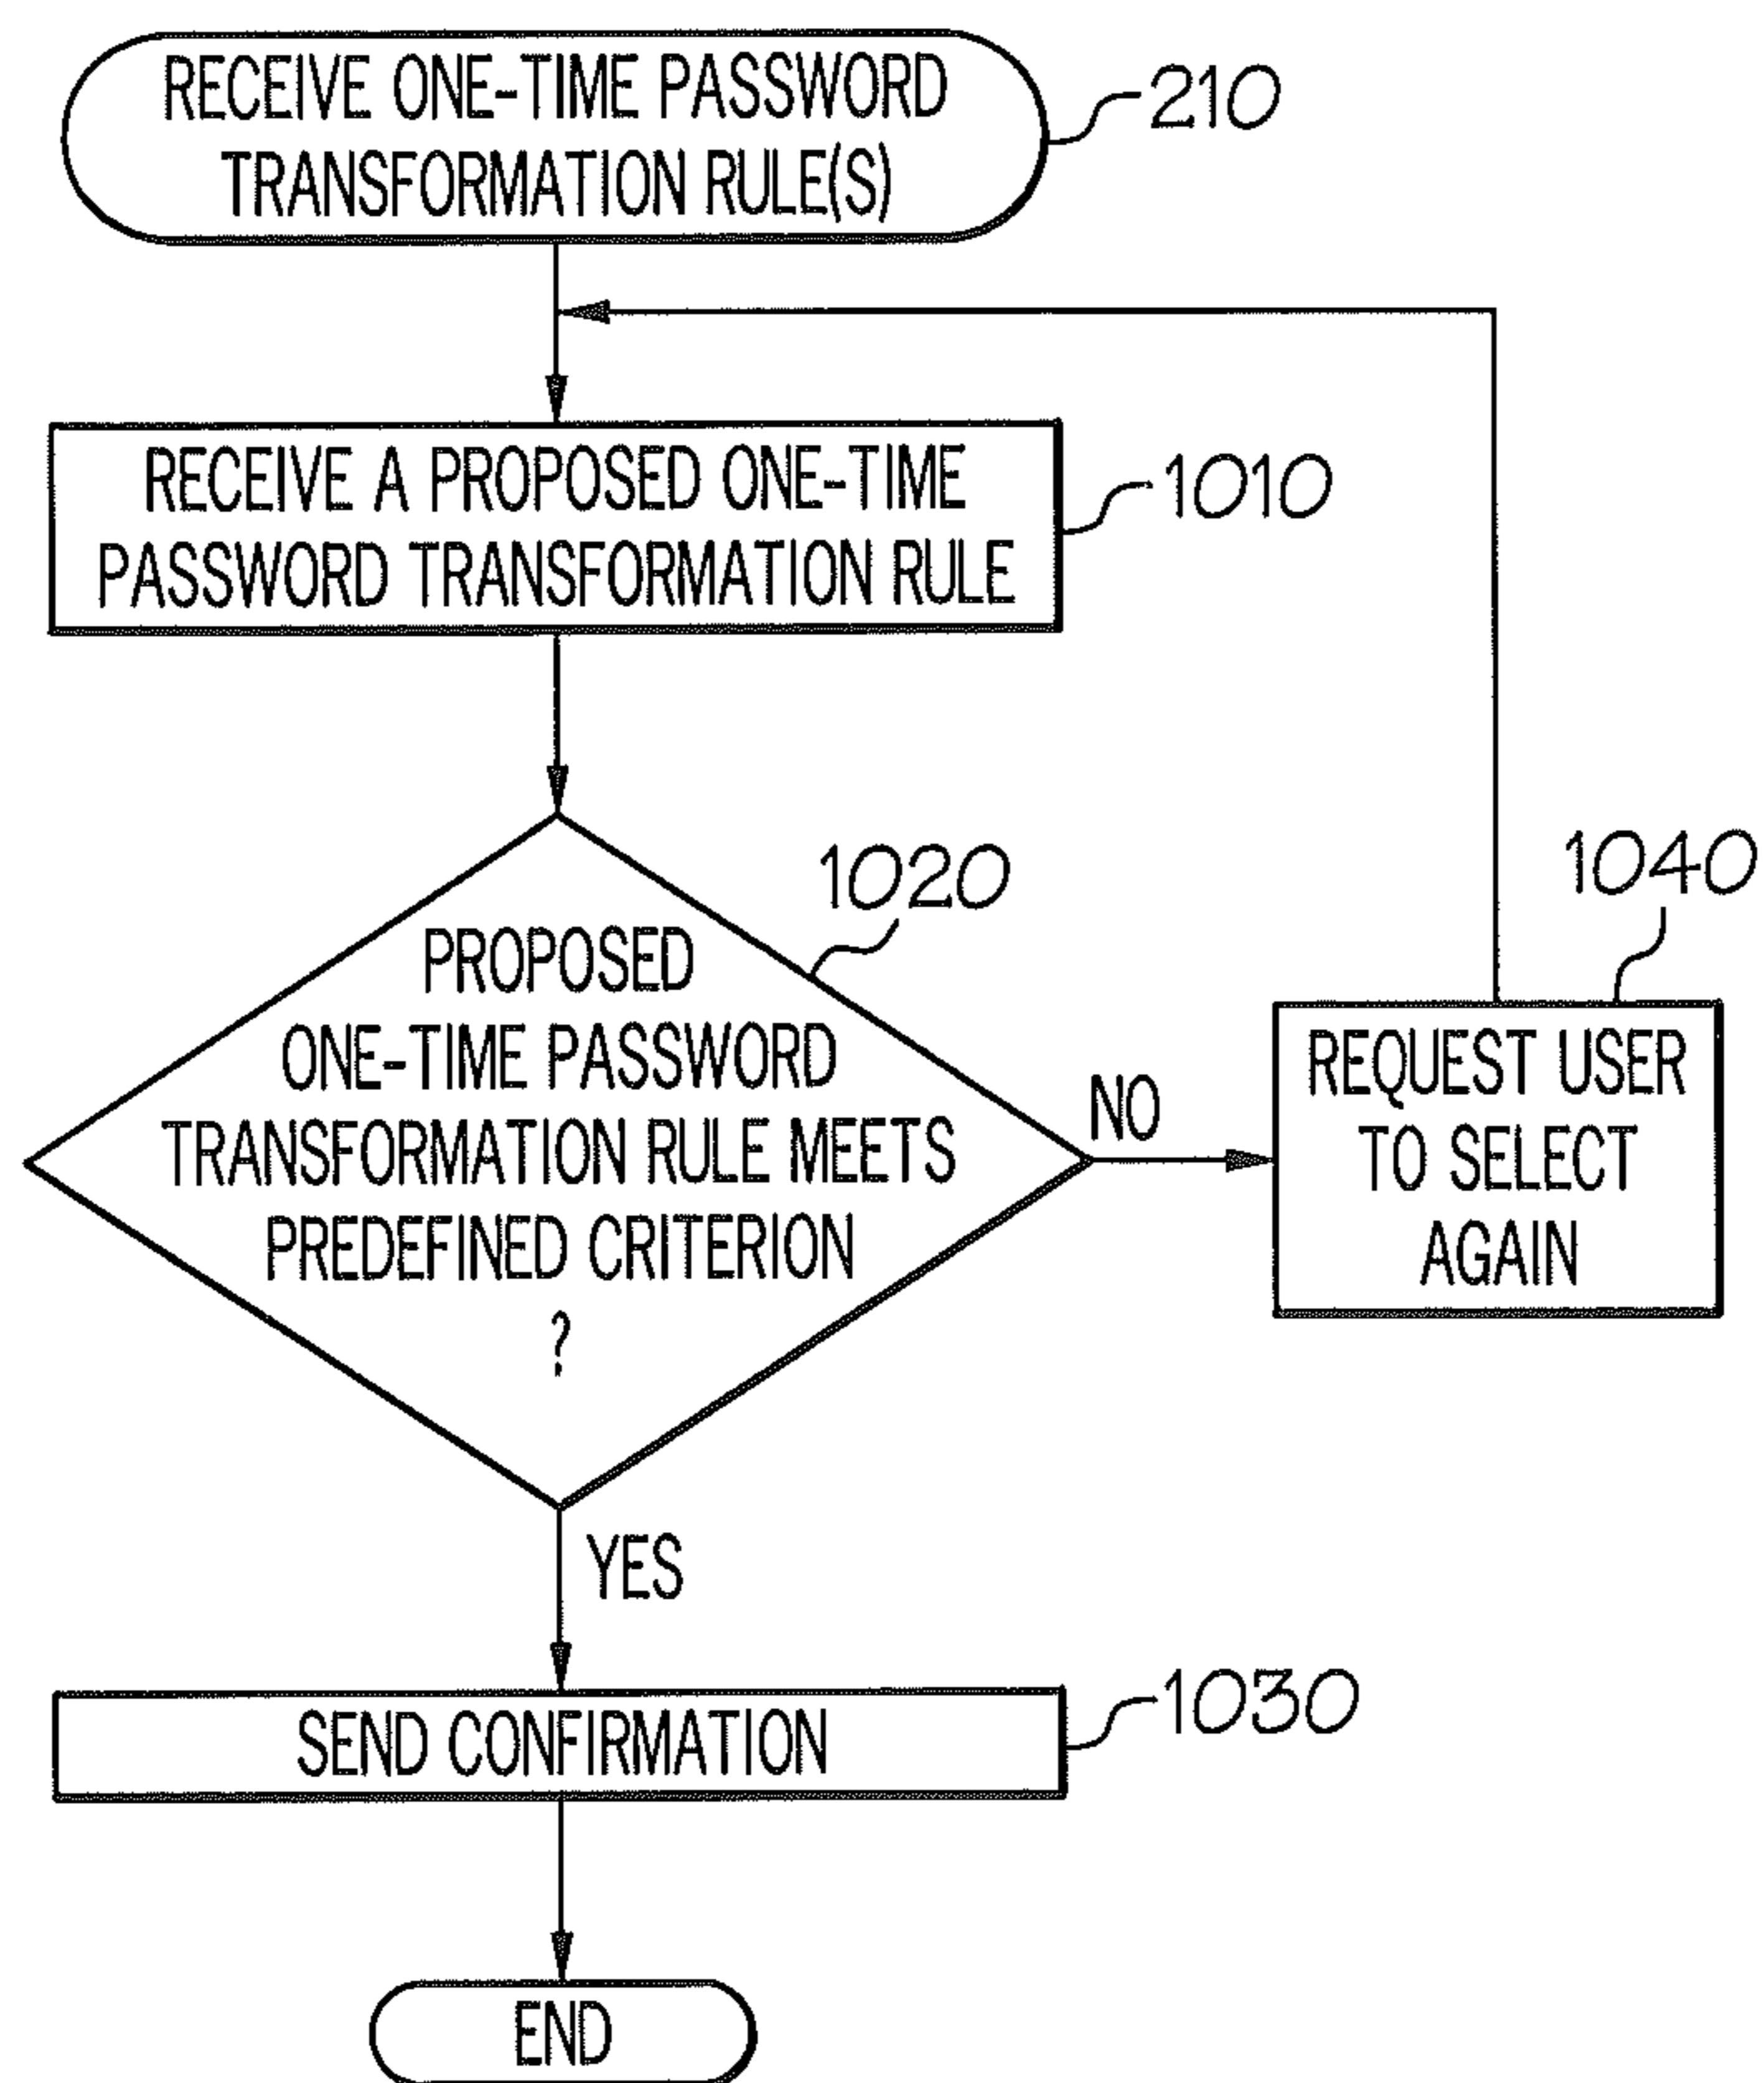 RECEIVE ONE-TIME PASSWORD
TRANSFORMATION RULE(S)
210
RECEIVE A PROPOSED ONE-TIME
PASSWORD TRANSFORMATION RULE
1010
1020
PROPOSED
ONE-TIME PASSWORD
TRANSFORMATION RULE MEETS
PREDEFINED CRITERION
?
NO
1040
REQUEST USER
TO SELECT
AGAIN
YES
SEND CONFIRMATION
1030
END